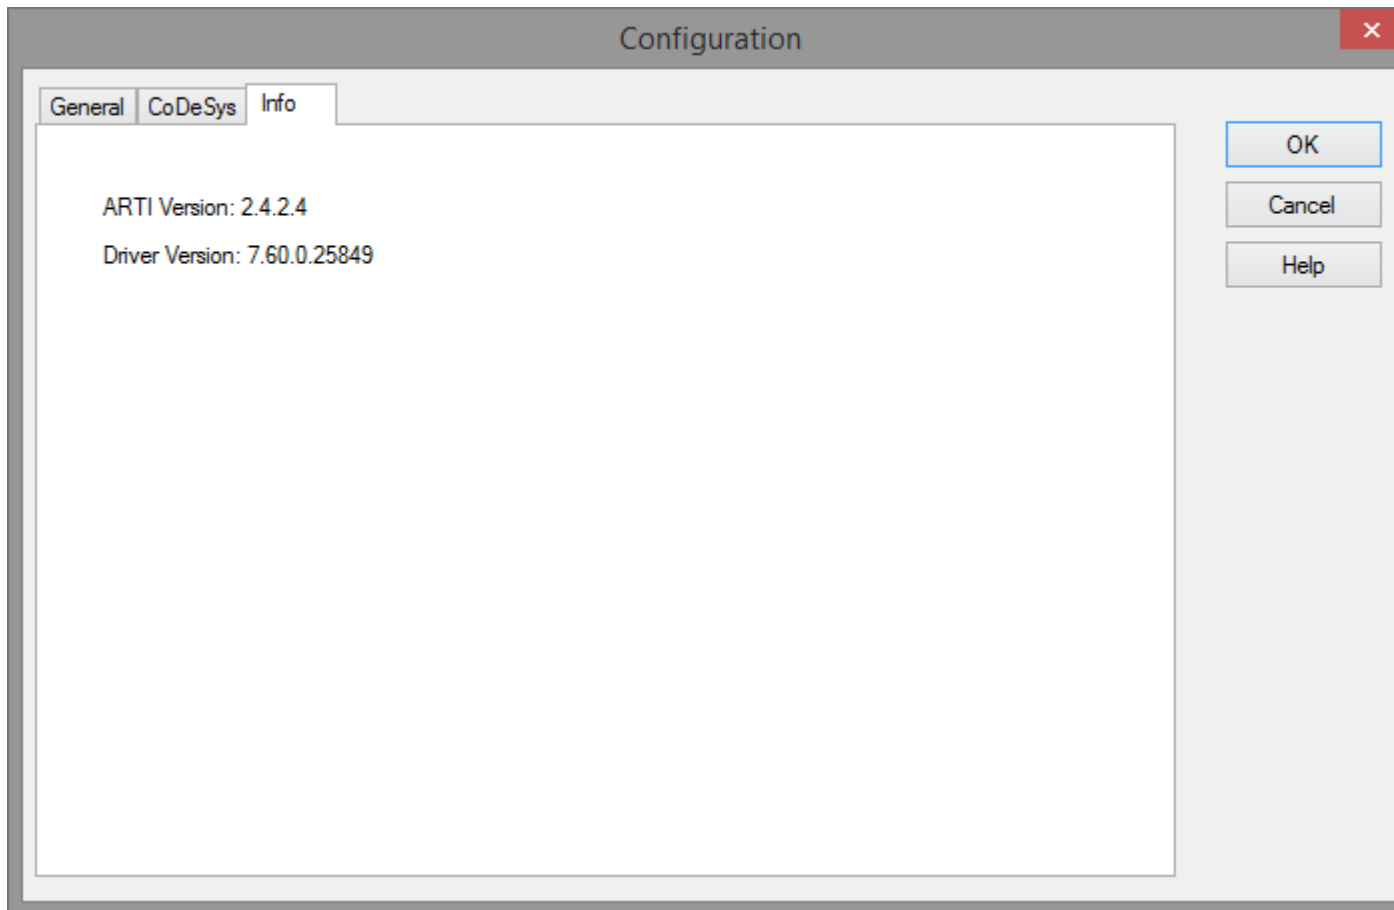 Configuration
General CoDeSys Info
OK
ARTI Version: 2.4.2.4
Cancel
Driver Version: 7.60.0.25849
Help